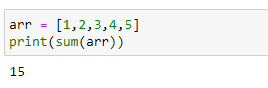 arr = [1,2,3,4,5]
print(sum(arr))
15